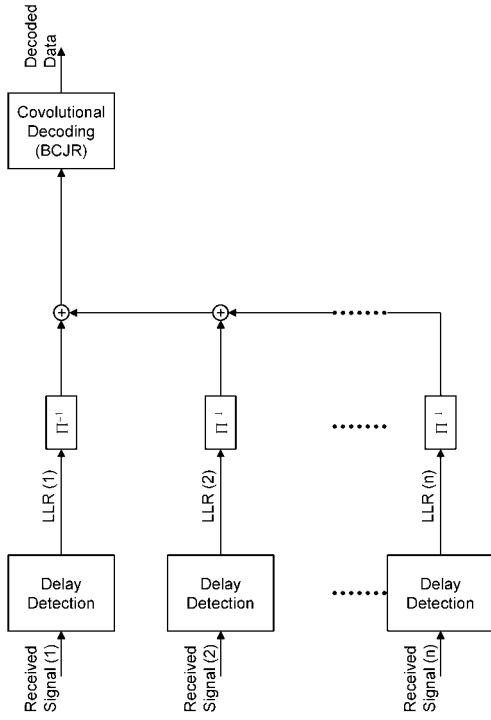 Decoded
Data
Covolutional
Decoding
(BCJR)
Π⁻¹
Π⁻¹
Π⁻¹
LLR (1)
LLR (2)
LLR (n)
Delay
Detection
Delay
Detection
Delay
Detection
Received
Signal (1)
Received
Signal (2)
Received
Signal (n)